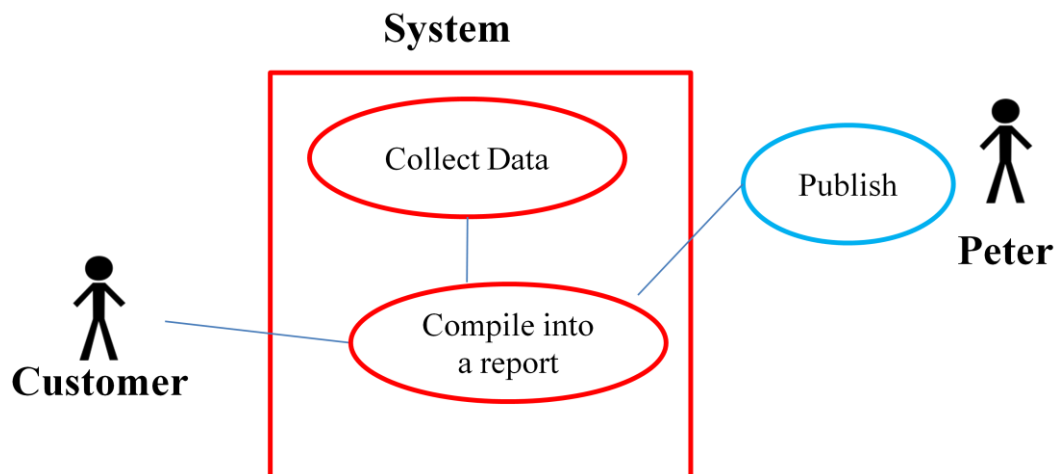 System
Collect Data
Publish
Peter
Compile into
a report
Customer